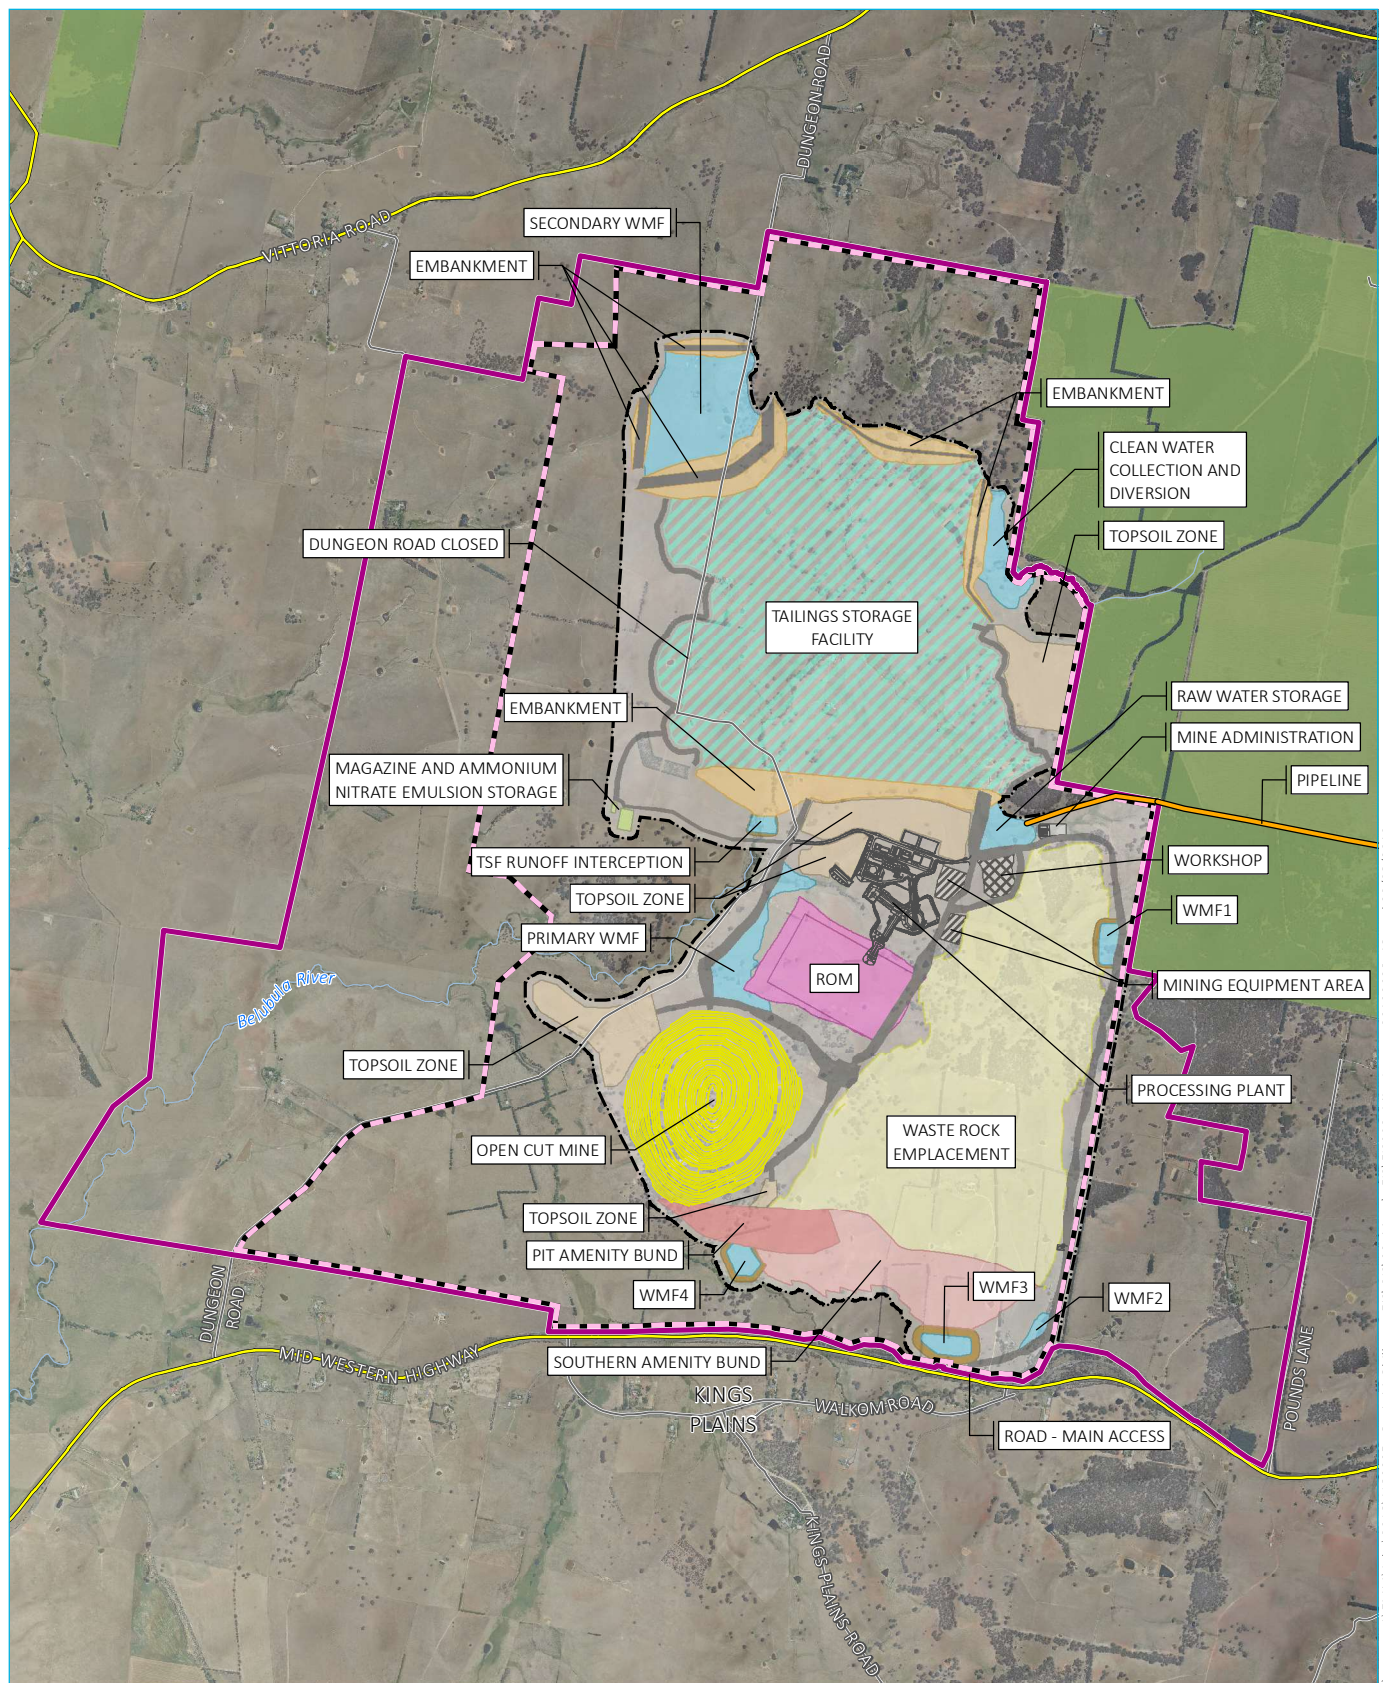 DUNGEON ROAD
VITTORIA ROAD
SECONDARY WMF
EMBANKMENT
EMBANKMENT
CLEAN WATER
COLLECTION AND
DIVERSION
TOPSOIL ZONE
DUNGEON ROAD CLOSED
TAILINGS STORAGE
FACILITY
RAW WATER STORAGE
EMBANKMENT
MINE ADMINISTRATION
MAGAZINE AND AMMONIUM
NITRATE EMULSION STORAGE
PIPELINE
TSF RUNOFF INTERCEPTION
WORKSHOP
TOPSOIL ZONE
WMF1
PRIMARY WMF
ROM
MINING EQUIPMENT AREA
Belubula River
TOPSOIL ZONE
PROCESSING PLANT
WASTE ROCK
EMPLACEMENT
OPEN CUT MINE
TOPSOIL ZONE
PIT AMENITY BUND
WMF4
WMF3
WMF2
DUNGEON
ROAD
MID WESTERN HIGHWAY
SOUTHERN AMENITY BUND
POUNDS LANE
KINGS
PLAINS
WALKOM ROAD
ROAD - MAIN ACCESS
KINGS PLAINS ROAD